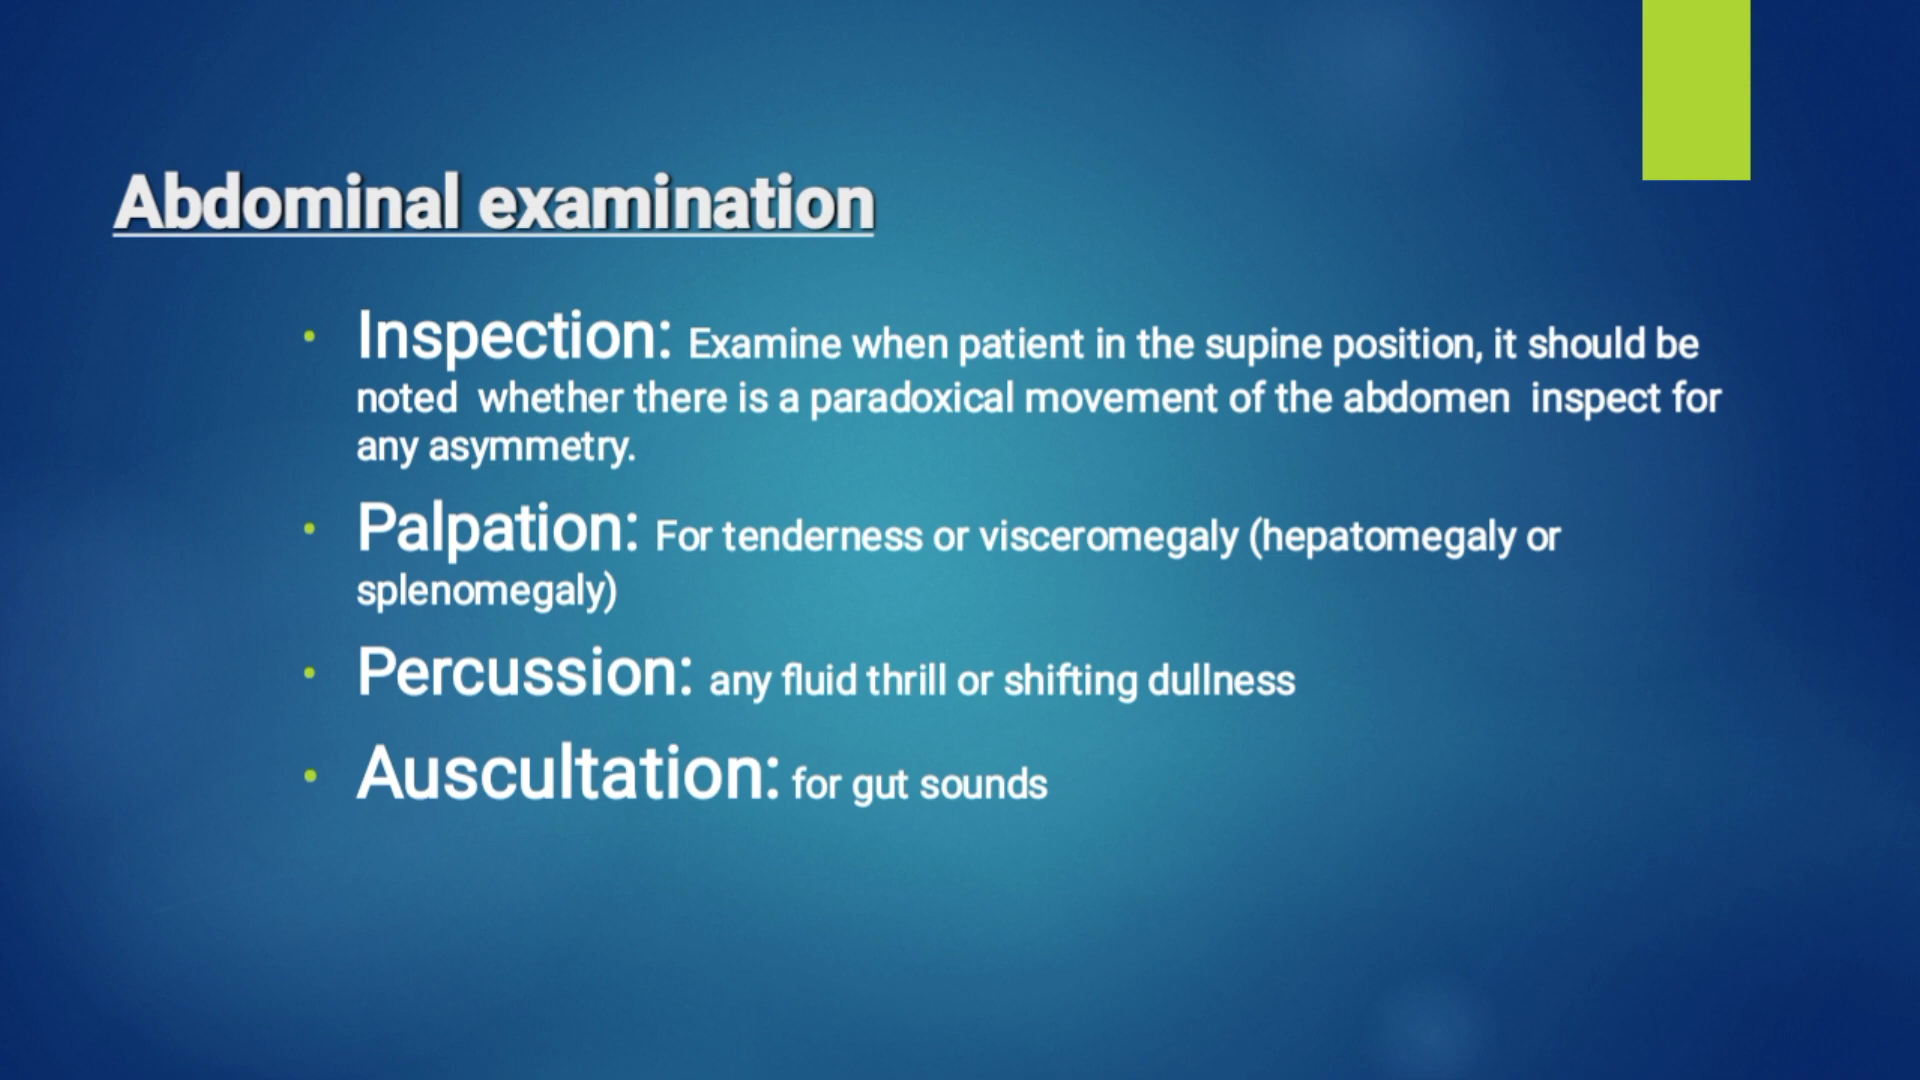 Abdominal examination
• Inspection: Examine when patient in the supine position, it should be
noted  whether there is a paradoxical movement of the abdomen  inspect for
any asymmetry.
• Palpation: For tenderness or visceromegaly (hepatomegaly or
splenomegaly)
• Percussion: any fluid thrill or shifting dullness
• Auscultation: for gut sounds